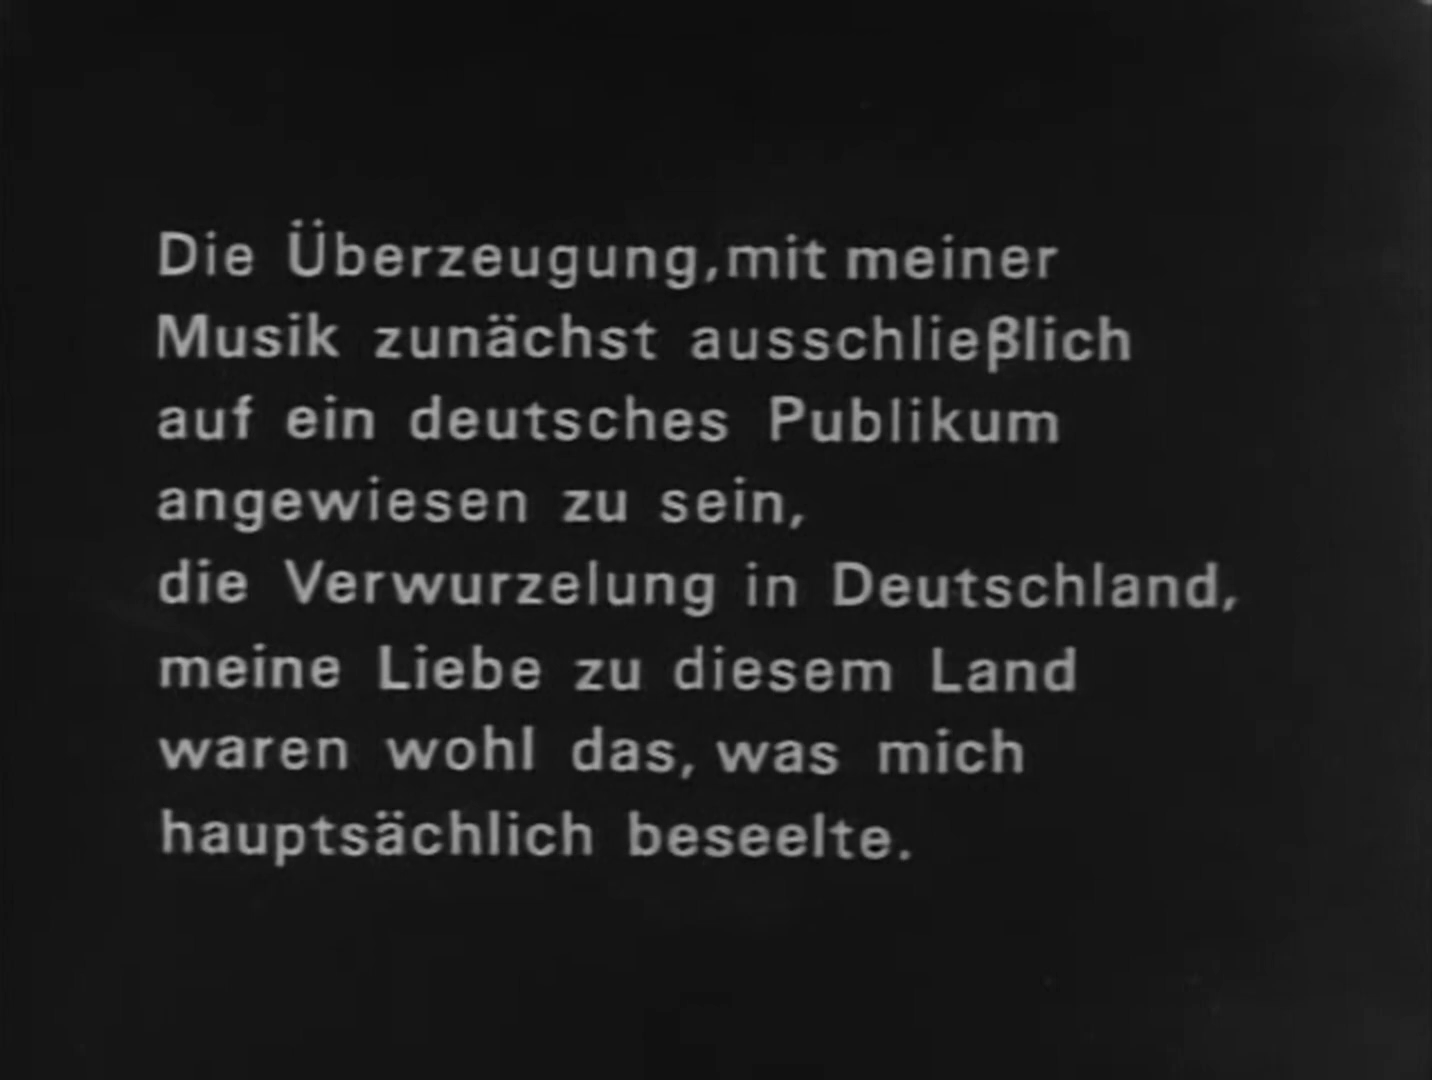 Die Überzeugung,mit meiner
Musik zunächst ausschließlich
auf ein deutsches Publikum
angewiesen zu sein,
die Verwurzelung in Deutschland,
meine Liebe zu diesem Land
waren wohl das, was mich
hauptsächlich beseelte.